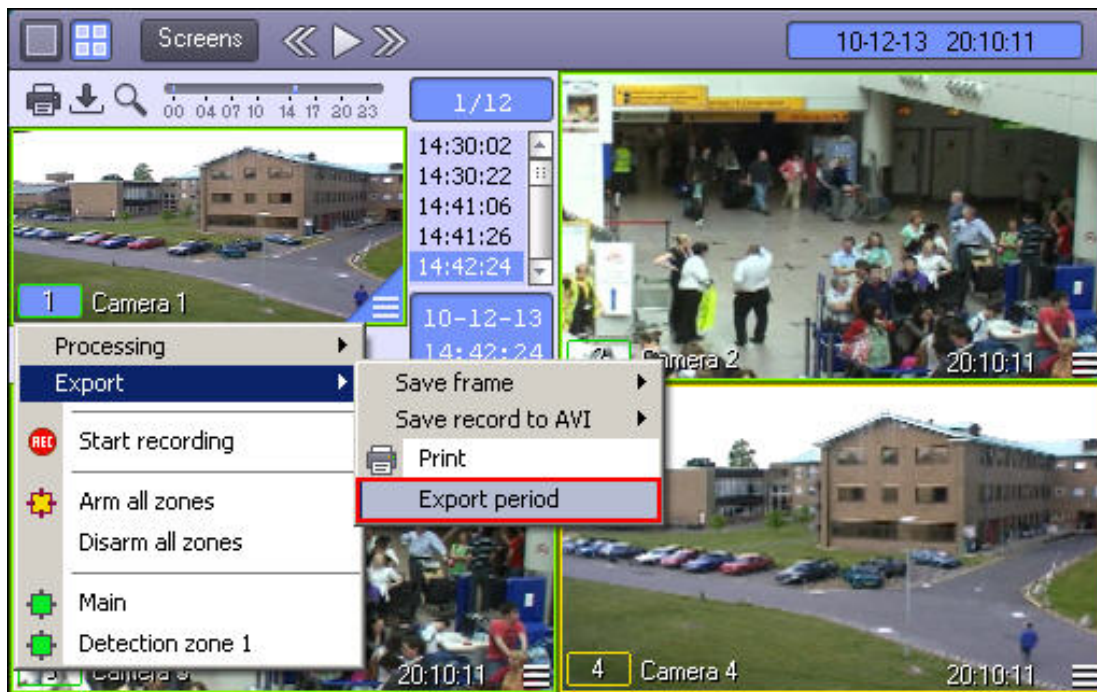 Screens
10-12-13 20:10:11
00 04 07 10 14 17 20 23
1/12
14:30:02
14:30:22
14:41:06
14:41:26
14:42:24
1 Camera 1
10-12-13
14:42:24
Camera 2 20:10:11
Processing
Export
REC Start recording
Arm all zones
Disarm all zones
Main
Detection zone 1
Save frame
Save record to AVI
Print
Export period
20:10:11
4 Camera 4 20:10:11